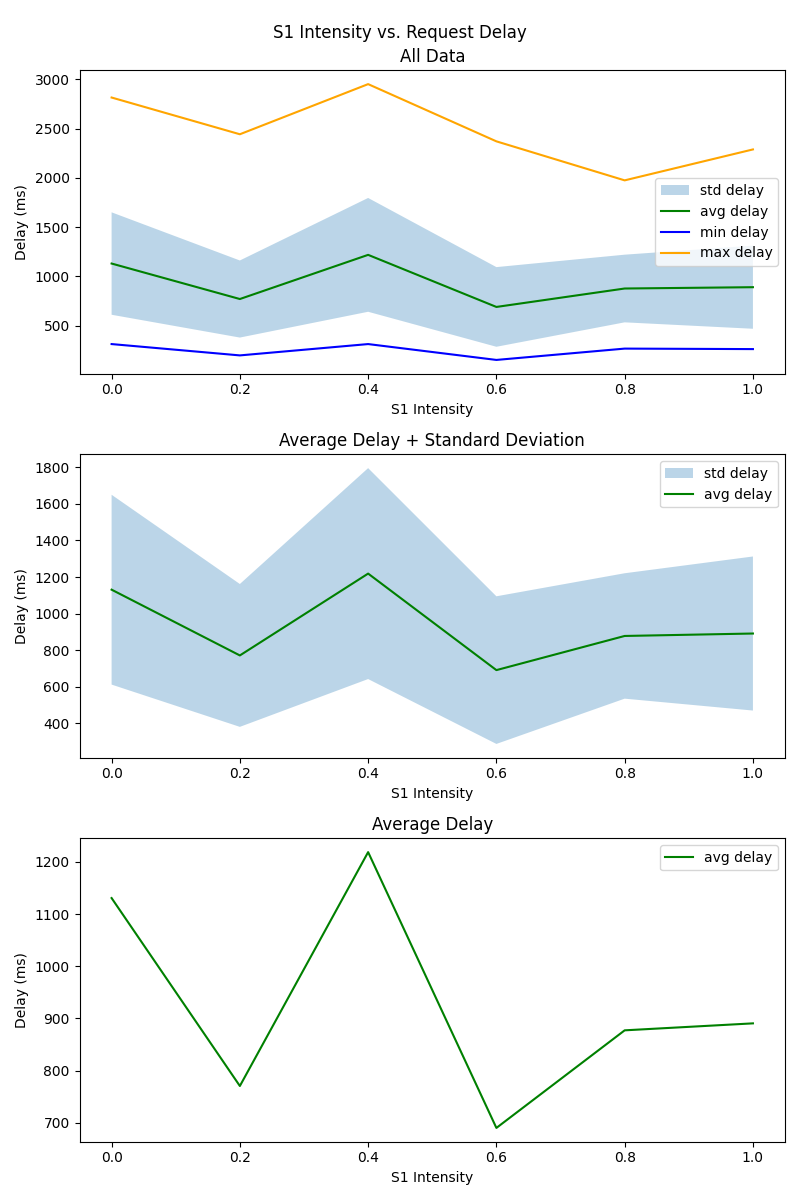 S1 Intensity vs. Request Delay
All Data
3000
2500
2000
1500
1000
500
Delay (ms)
std delay
avg delay
min delay
max delay
0.0 0.2 0.4 0.6 0.8 1.0
S1 Intensity
Average Delay + Standard Deviation
1800
1600
1400
1200
1000
800
600
400
Delay (ms)
std delay
avg delay
0.0 0.2 0.4 0.6 0.8 1.0
S1 Intensity
Average Delay
1200
1100
1000
900
800
700
Delay (ms)
avg delay
0.0 0.2 0.4 0.6 0.8 1.0
S1 Intensity